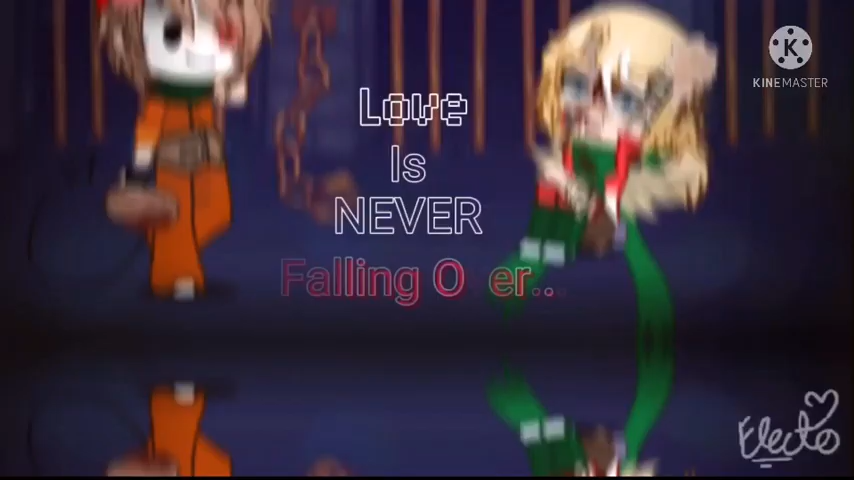 KINEMASTER
Love
Is
NEVER
Falling O er..
Electo